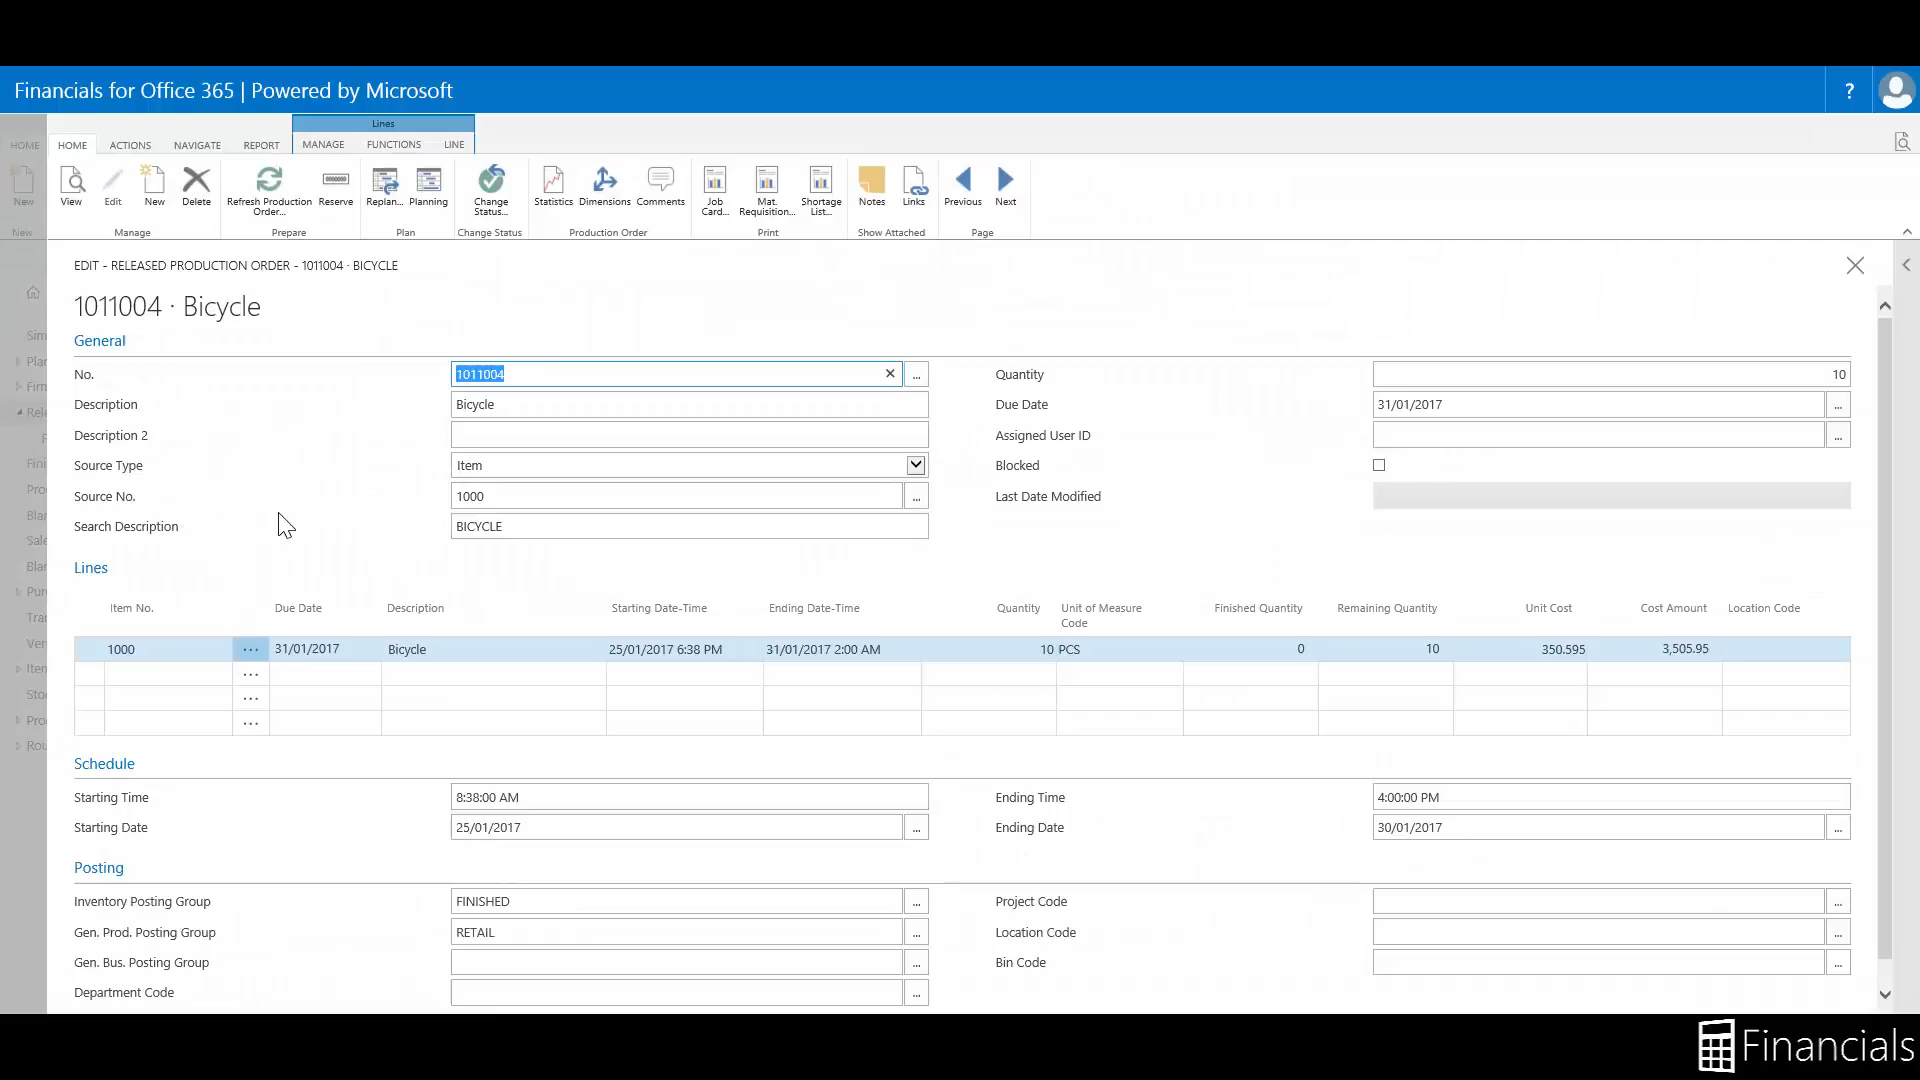 Financials for Office 365 | Powered by Microsoft
?
Lines
HOME
HOME
ACTIONS
NAVIGATE
REPORT
MANAGE
FUNCTIONS
LINE
New
View
Edit
New
Delete
Refresh Production Order...
Reserve
Replan...
Planning
Change Status...
Statistics
Dimensions
Comments
Job Card...
Mat. Requisition...
Shortage List...
Notes
Links
Previous
Next
New
Manage
Prepare
Plan
Change Status
Production Order
Print
Show Attached
Page
EDIT - RELEASED PRODUCTION ORDER - 1011004 · BICYCLE
1011004 · Bicycle
General
No.
1011004
...
Quantity
10
Description
Bicycle
Due Date
31/01/2017
...
Description 2
Assigned User ID
...
Source Type
Item
Blocked
Source No.
1000
...
Last Date Modified
Search Description
BICYCLE
Lines
Item No.
Due Date
Description
Starting Date-Time
Ending Date-Time
Quantity
Unit of Measure Code
Finished Quantity
Remaining Quantity
Unit Cost
Cost Amount
Location Code
1000
...
31/01/2017
Bicycle
25/01/2017 6:38 PM
31/01/2017 2:00 AM
10 PCS
0
10
350.595
3,505.95
...
...
...
Schedule
Starting Time
8:38:00 AM
Ending Time
4:00:00 PM
Starting Date
25/01/2017
...
Ending Date
30/01/2017
...
Posting
Inventory Posting Group
FINISHED
...
Project Code
...
Gen. Prod. Posting Group
RETAIL
...
Location Code
...
Gen. Bus. Posting Group
...
Bin Code
...
Department Code
...
Financials